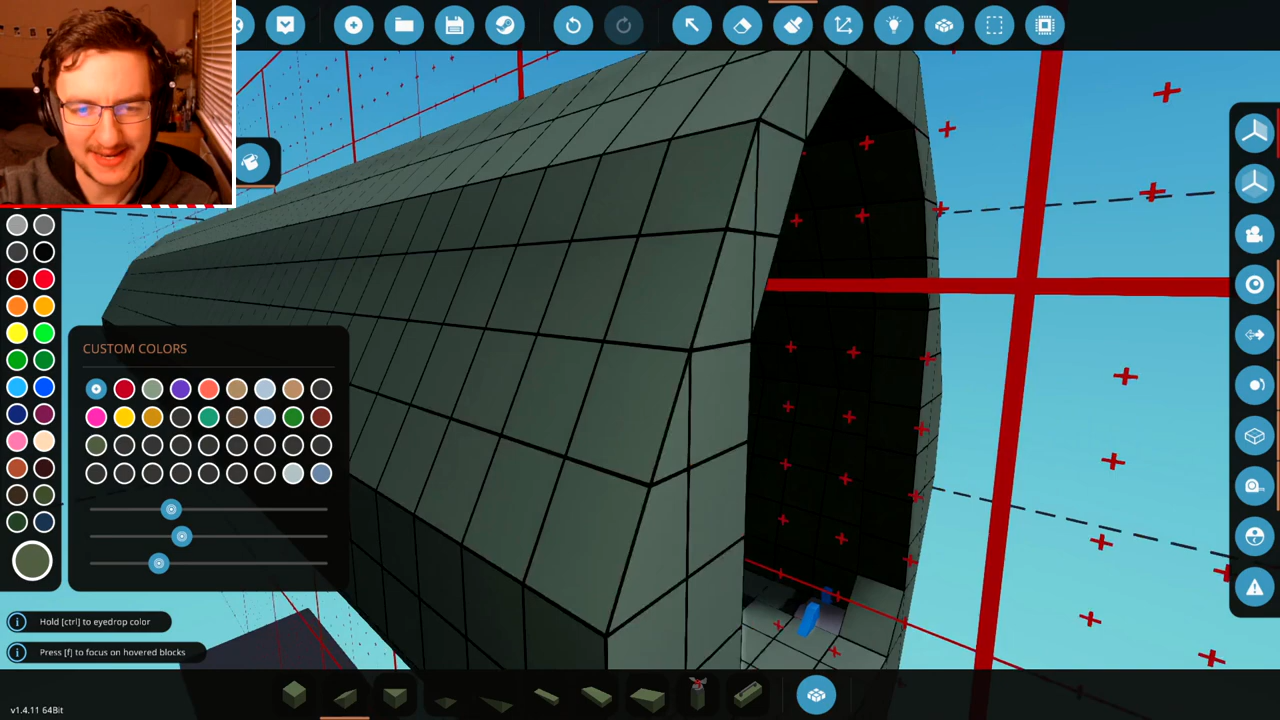 CUSTOM COLORS
Hold [ctrl] to eyedrop color
Press [f] to focus on hovered blocks
v1.4.11 64Bit